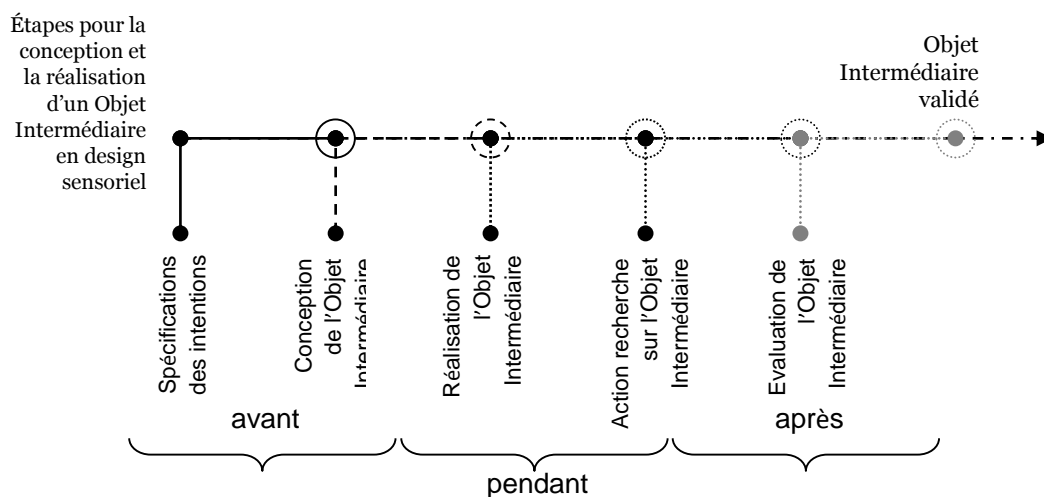 Étapes pour la
conception et
la réalisation
d'un Objet
Intermédiaire
en design
sensoriel
Objet
Intermédiaire
validé
Spécifications
des intentions
Conception
de l'Objet
Intermédiaire
Réalisation de
l'Objet
Intermédiaire
Action recherche
sur l'Objet
Intermédiaire
Evaluation de
l'Objet
Intermédiaire
avant
pendant
après